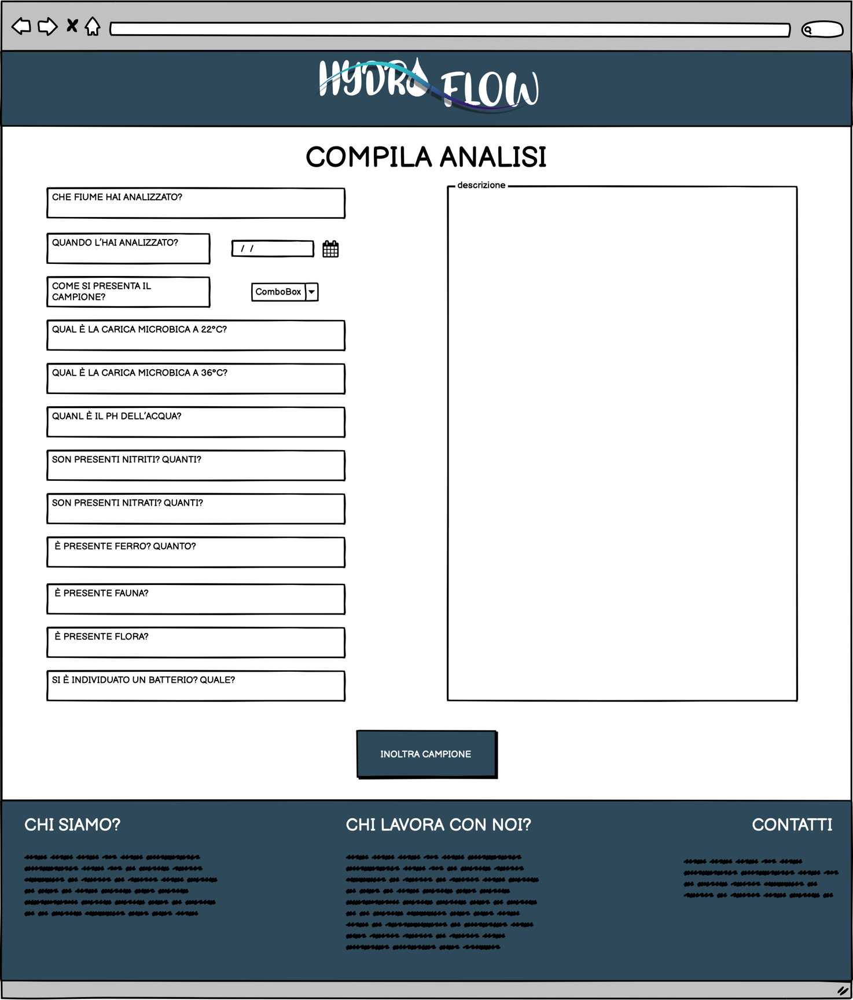 HYDRO FLOW
COMPILA ANALISI
CHE FIUME HAI ANALIZZATO?
QUANDO L'HAI ANALIZZATO?
/ /
COME SI PRESENTA IL
CAMPIONE?
ComboBox
QUAL È LA CARICA MICROBICA A 22°C?
QUAL È LA CARICA MICROBICA A 36°C?
QUANL È IL PH DELL'ACQUA?
SON PRESENTI NITRITI? QUANTI?
SON PRESENTI NITRATI? QUANTI?
È PRESENTE FERRO? QUANTO?
È PRESENTE FAUNA?
È PRESENTE FLORA?
SI È INDIVIDUATO UN BATTERIO? QUALE?
descrizione
INOLTRA CAMPIONE
CHI SIAMO?
CHI LAVORA CON NOI?
CONTATTI